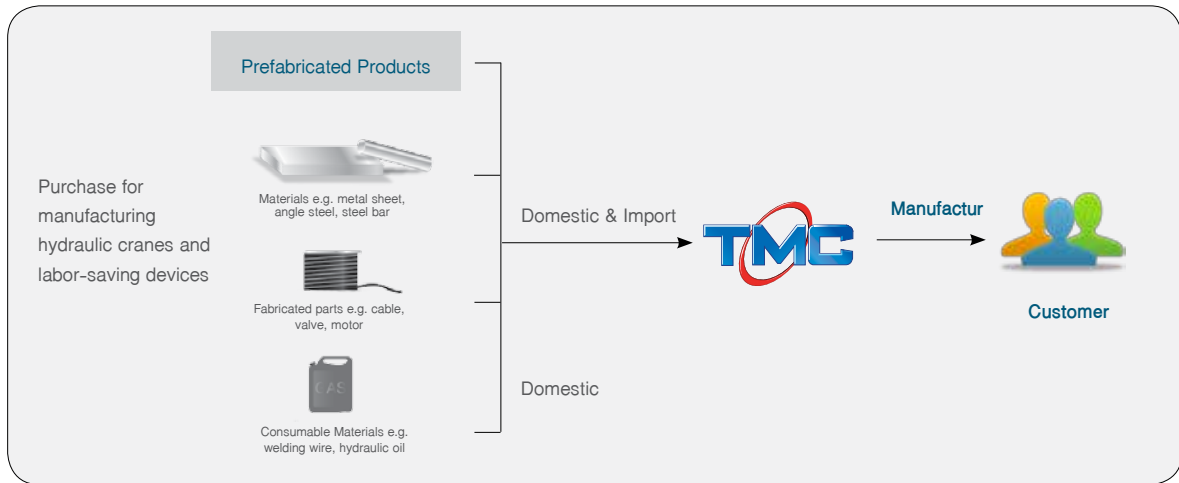 Prefabricated Products
Purchase for
manufacturing
hydraulic cranes and
labor-saving devices
Materials e.g. metal sheet,
angle steel, steel bar
Fabricated parts e.g. cable,
valve, motor
GAS
Consumable Materials e.g.
welding wire, hydraulic oil
Domestic & Import
Domestic
TMC
Manufactur
Customer